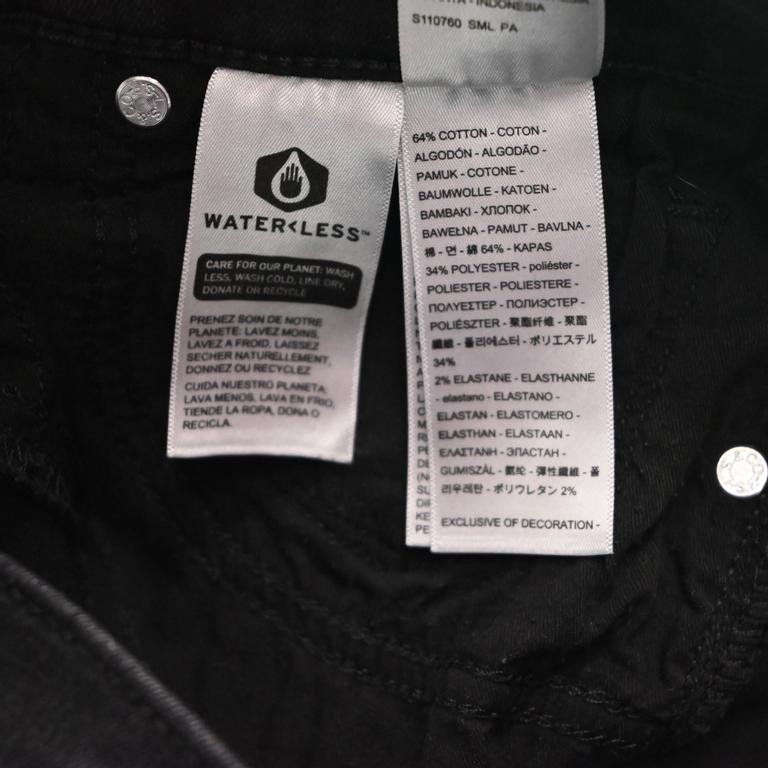 INDONESIA
S110760 SML PA
WATER<LESS™
CARE FOR OUR PLANET: WASH
LESS, WASH COLD, LINE DRY,
DONATE OR RECYCLE
PRENEZ SOIN DE NOTRE
PLANETE: LAVEZ MOINS,
LAVEZ A FROID, LAISSEZ
SECHER NATURELLEMENT,
DONNEZ OU RECYCLEZ
CUIDA NUESTRO PLANETA:
LAVA MENOS, LAVA EN FRIO,
TIENDE LA ROPA, DONA O
RECICLA.
64% COTTON - COTON -
ALGODÓN - ALGODÃO -
PAMUK - COTONE -
BAUMWOLLE - KATOEN -
BAMBAKI - ХЛОПОК -
BAWEŁNA - PAMUT - BAVLNA -
棉 - 면 - 綿 64% - KAPAS
34% POLYESTER - poliéster -
POLIESTER - POLIESTERE -
ΠΟΛΥΕΣΤΕΡ - ПОЛИЭСТЕР -
POLIÉSZTER - 聚酯纤维 - 聚酯
纖維 - 폴리에스터 - ポリエステル
34%
2% ELASTANE - ELASTHANNE
- elastano - ELASTANO -
ELASTAN - ELASTOMERO -
ELASTHAN - ELASTAAN -
ΕΛΑΣΤΑΝΗ - ЭЛАСТАН -
GUMISZÁL - 氨纶 - 彈性纖維 - 폴
리우레탄 - ポリウレタン 2%
EXCLUSIVE OF DECORATION -